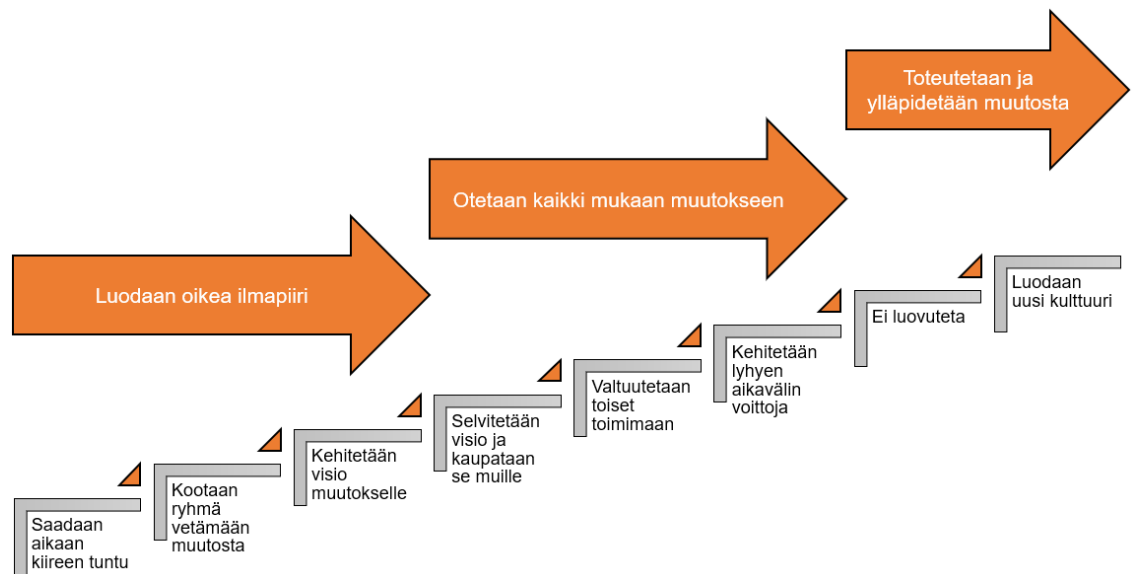 Toteutetaan ja
ylläpidetään muutosta
Otetaan kaikki mukaan muutokseen
Luodaan oikea ilmapiiri
Saadaan
aikaan
kiireen tuntu
Kootaan
ryhmä
vetämään
muutosta
Kehitetään
visio
muutokselle
Selvitetään
visio ja
kaupataan
se muille
Valtuutetaan
toiset
toimimaan
Kehitetään
lyhyen
aikavälin
voittoja
Ei luovuteta
Luodaan
uusi kulttuuri